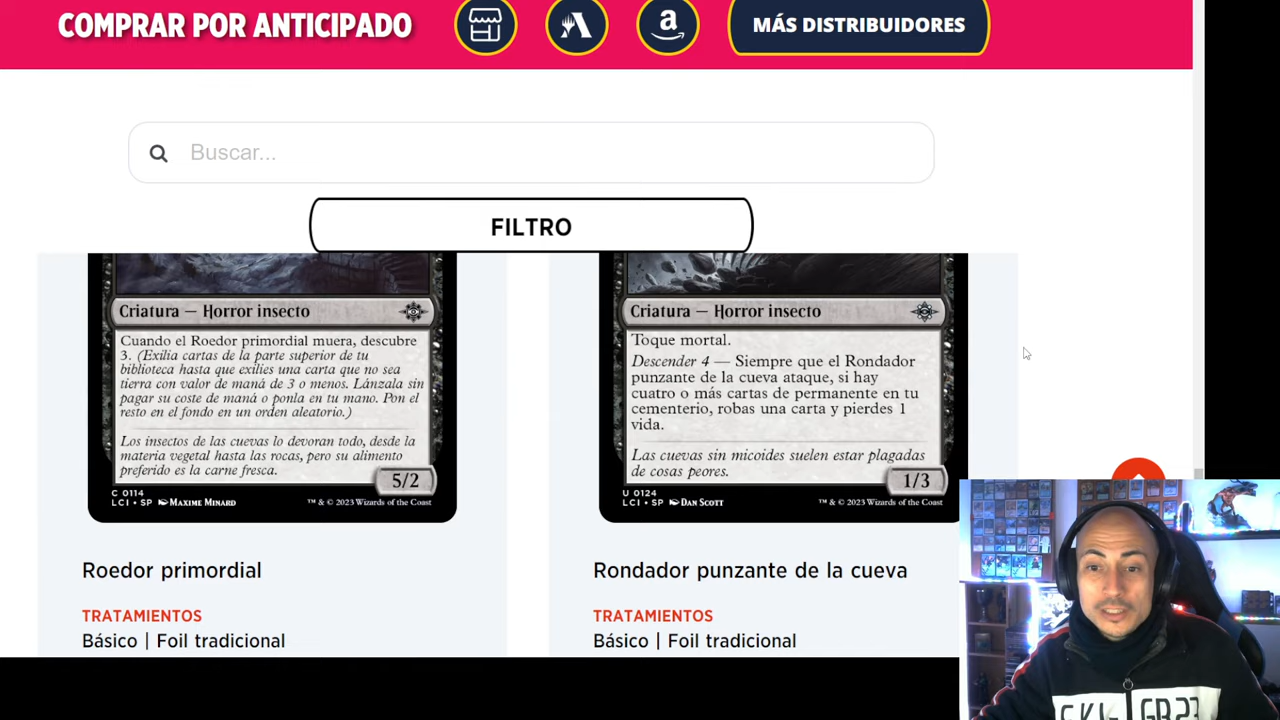 COMPRAR POR ANTICIPADO
a
MÁS DISTRIBUIDORES
Buscar...
FILTRO
Criatura — Horror insecto
Cuando el Roedor primordial muera, descubre
3. (Exilia cartas de la parte superior de tu
biblioteca hasta que exilies una carta que no sea
tierra con valor de maná de 3 o menos. Lánzala sin
pagar su coste de maná o ponla en tu mano. Pon el
resto en el fondo en un orden aleatorio.)
Los insectos de las cuevas lo devoran todo, desde la
materia vegetal hasta las rocas, pero su alimento
preferido es la carne fresca.
5/2
C 0114
LCI • SP MAXIME MINARD
™ & © 2023 Wizards of the Coast
Criatura — Horror insecto
Toque mortal.
Descender 4 — Siempre que el Rondador
punzante de la cueva ataque, si hay
cuatro o más cartas de permanente en tu
cementerio, robas una carta y pierdes 1
vida.
Las cuevas sin micoides suelen estar plagadas
de cosas peores.
1/3
U 0124
LCI • SP DAN SCOTT
™ & © 2023 Wizards of the Coast
Roedor primordial
TRATAMIENTOS
Básico | Foil tradicional
Rondador punzante de la cueva
TRATAMIENTOS
Básico | Foil tradicional